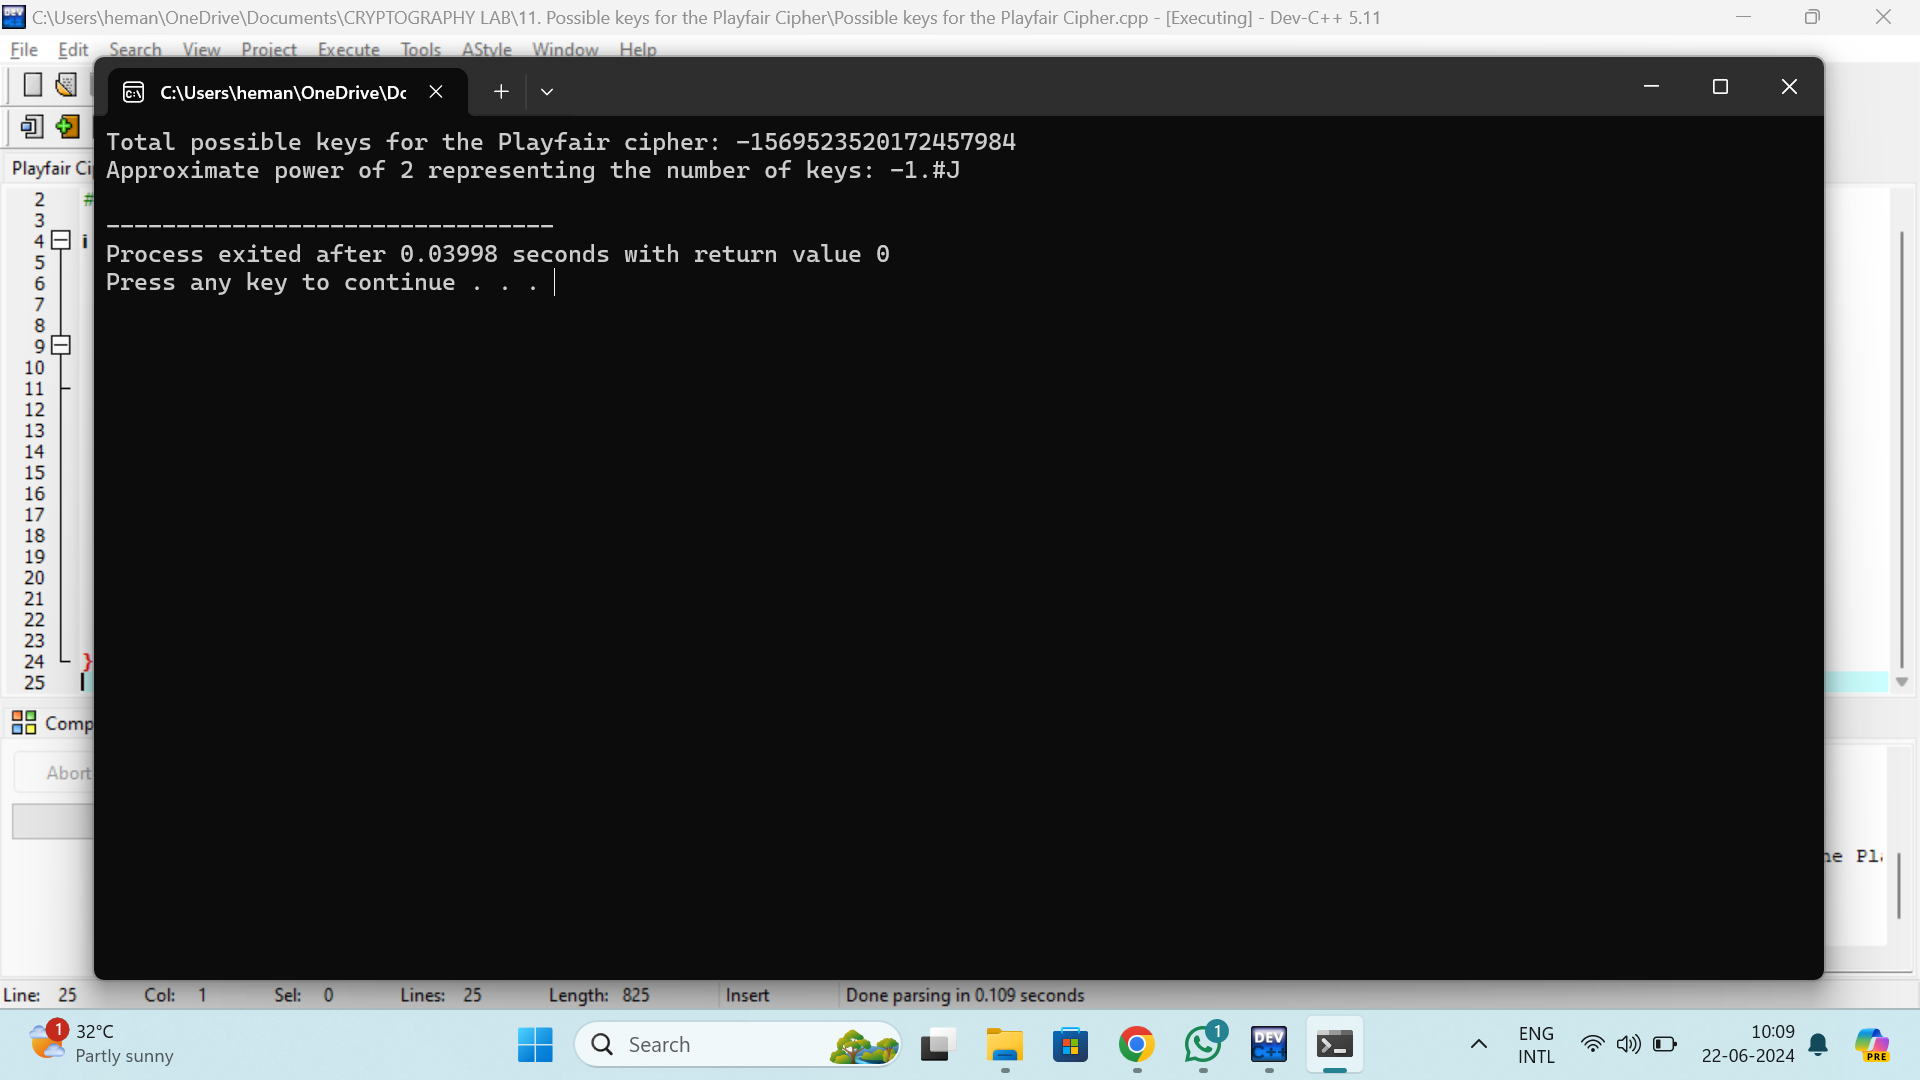 C:\Users\heman\OneDrive\Documents\CRYPTOGRAPHY LAB\11. Possible keys for the Playfair Cipher\Possible keys for the Playfair Cipher.cpp - [Executing] - Dev-C++ 5.11
File Edit Search View Project Execute Tools AStyle Window Help
C:\Users\heman\OneDrive\Dc
Total possible keys for the Playfair cipher: -1569523520172457984
Approximate power of 2 representing the number of keys: -1.#J
--------------------------------
Process exited after 0.03998 seconds with return value 0
Press any key to continue . . .
Playfair Ci
2 #
3
4 i
5
6
7
8
9
10
11
12
13
14
15
16
17
18
19
20
21
22
23
24 }
25
Comp
Abort
he Pla
Line: 25 Col: 1 Sel: 0 Lines: 25 Length: 825 Insert Done parsing in 0.109 seconds
1 32°C
Partly sunny
Search
1
DEV C++
ENG
INTL
10:09
22-06-2024
PRE